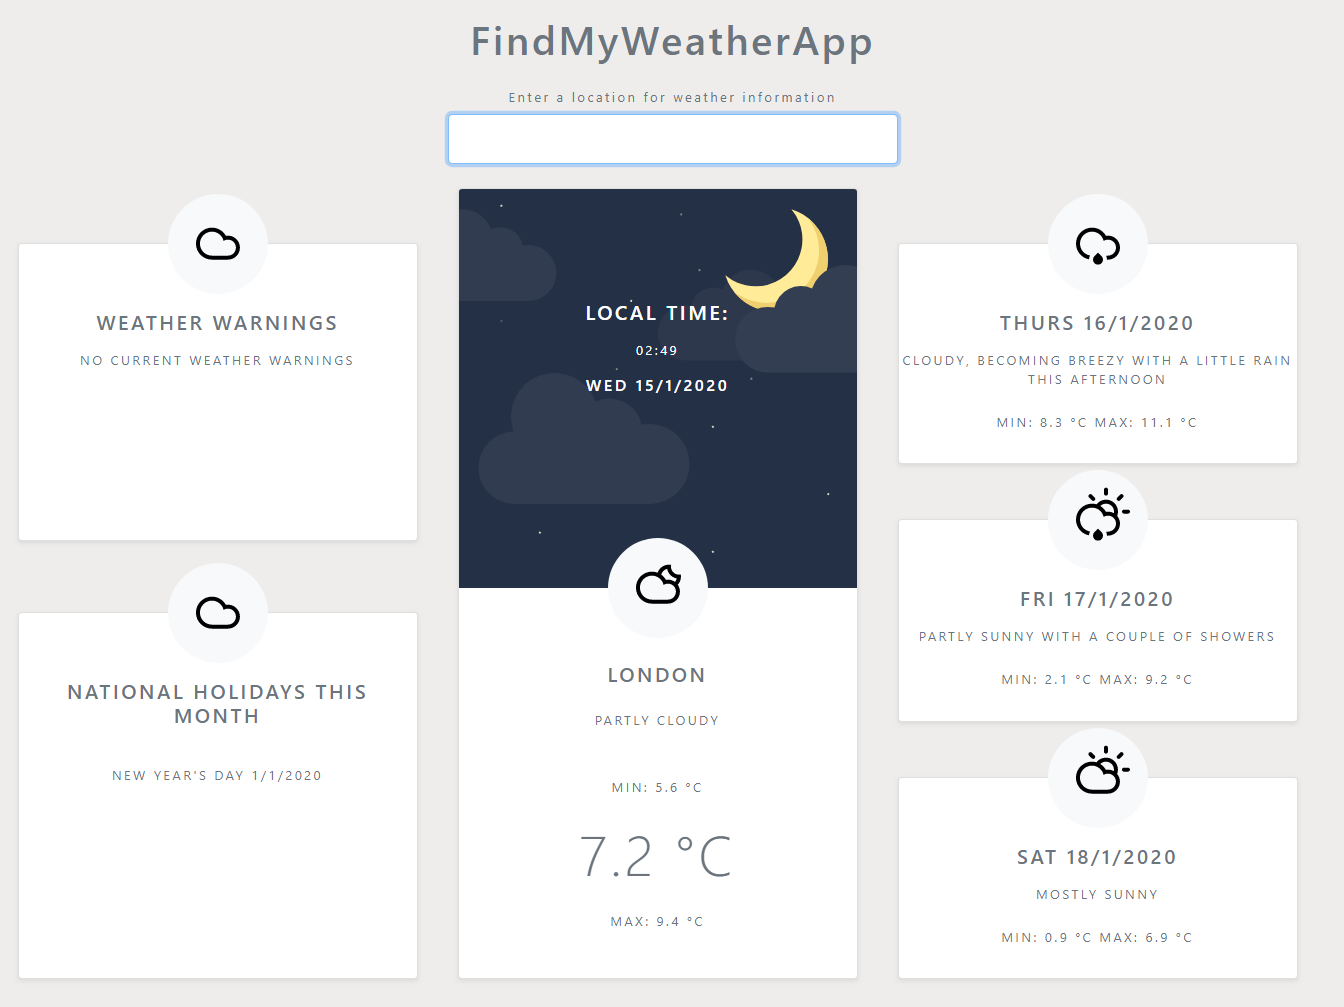 FindMyWeatherApp
Enter a location for weather information
WEATHER WARNINGS
NO CURRENT WEATHER WARNINGS
NATIONAL HOLIDAYS THIS
MONTH
NEW YEAR'S DAY 1/1/2020
LOCAL TIME:
02:49
WED 15/1/2020
LONDON
PARTLY CLOUDY
MIN: 5.6 °C
7.2 °C
MAX: 9.4 °C
THURS 16/1/2020
CLOUDY, BECOMING BREEZY WITH A LITTLE RAIN
THIS AFTERNOON
MIN: 8.3 °C MAX: 11.1 °C
FRI 17/1/2020
PARTLY SUNNY WITH A COUPLE OF SHOWERS
MIN: 2.1 °C MAX: 9.2 °C
SAT 18/1/2020
MOSTLY SUNNY
MIN: 0.9 °C MAX: 6.9 °C